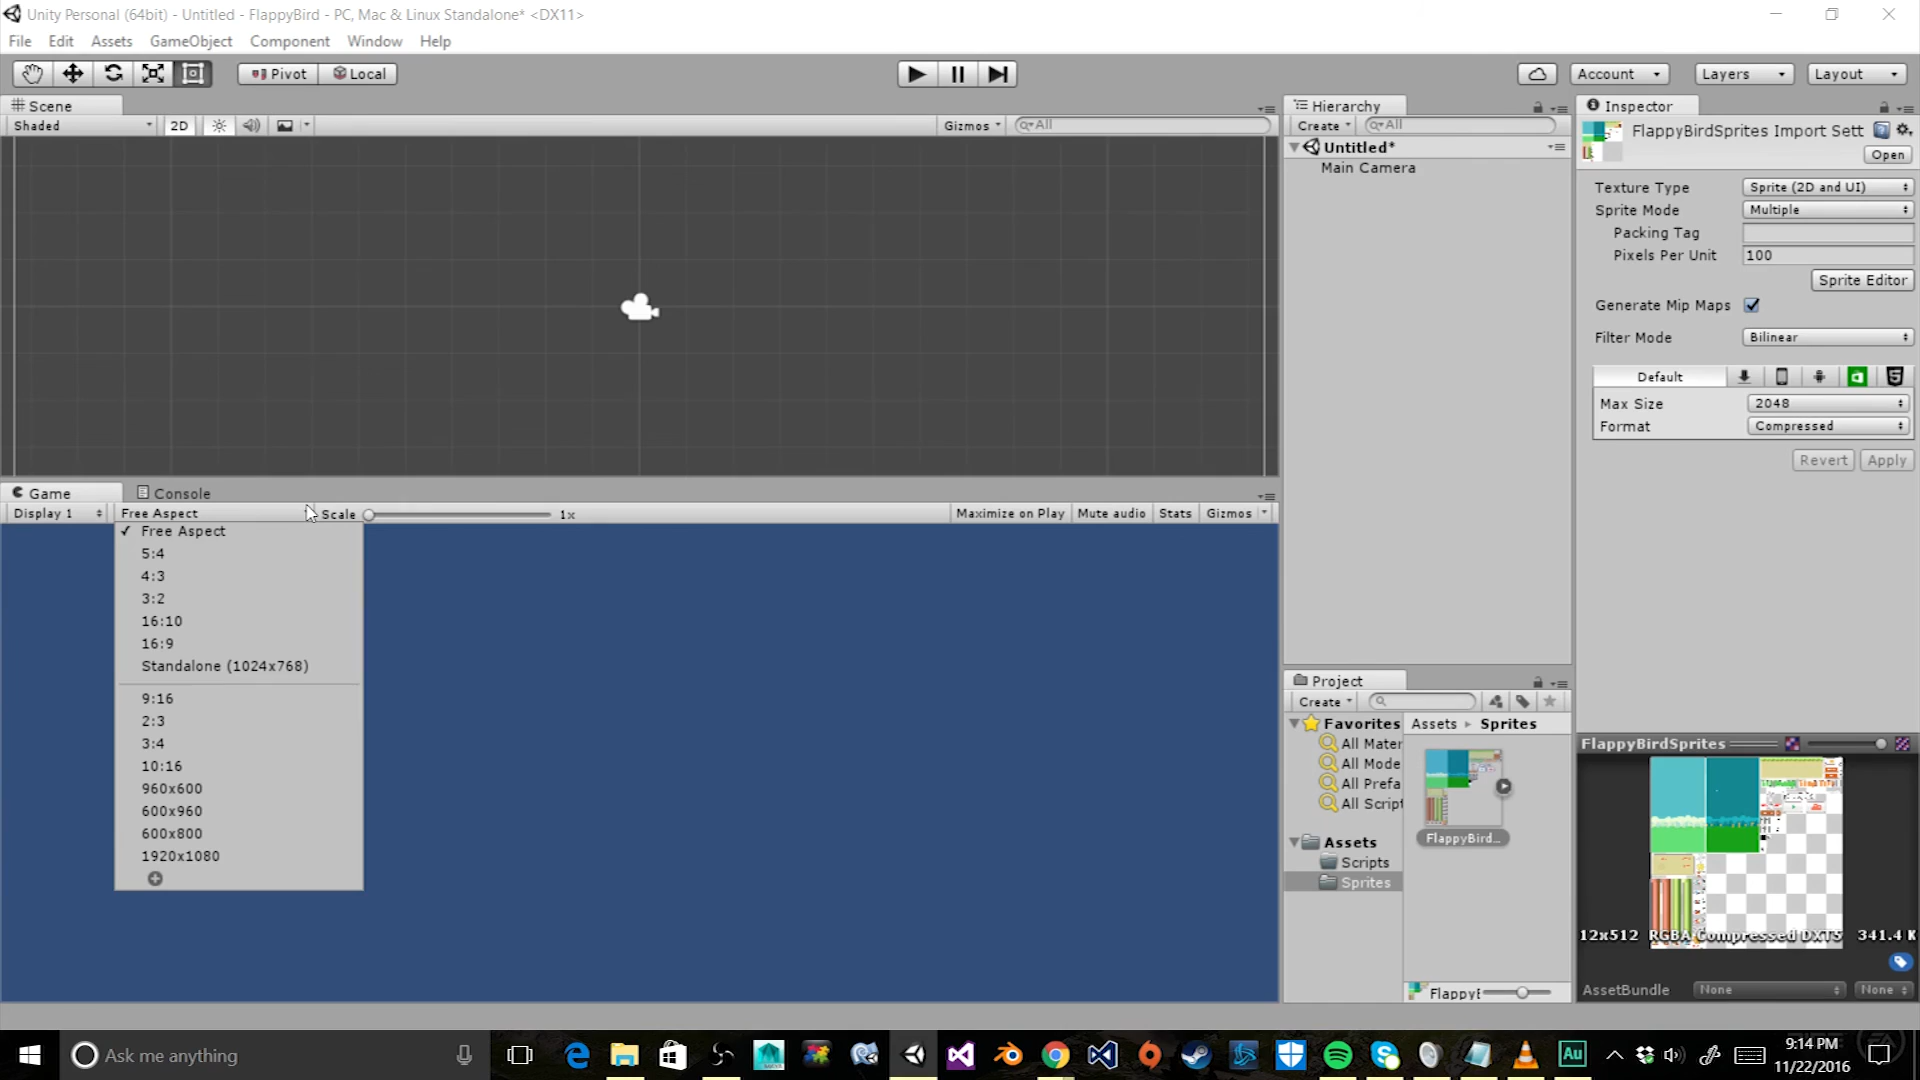 Unity Personal (64bit) - Untitled - FlappyBird - PC, Mac & Linux Standalone* <DX11>
File Edit Assets GameObject Component Window Help
Pivot Local Account Layers Layout
Scene
Shaded 2D Gizmos All
Hierarchy
Create All
Untitled*
Main Camera
Inspector
FlappyBirdSprites Import Sett
Open
Texture Type Sprite (2D and UI)
Sprite Mode Multiple
Packing Tag
Pixels Per Unit 100
Sprite Editor
Generate Mip Maps
Filter Mode Bilinear
Default
Max Size 2048
Format Compressed
Revert Apply
Game Console
Display 1 Free Aspect Scale 1x Maximize on Play Mute audio Stats Gizmos
Free Aspect
5:4
4:3
3:2
16:10
16:9
Standalone (1024x768)
9:16
2:3
3:4
10:16
960x600
600x960
600x800
1920x1080
Project
Create
Favorites
All Mater
All Mode
All Prefa
All Script
Assets
Scripts
Sprites
Assets Sprites
FlappyBird...
FlappyE
FlappyBirdSprites
12x512 RGBA Compressed DXT5 341.4 K
AssetBundle None None
Ask me anything
Au
9:14 PM
11/22/2016